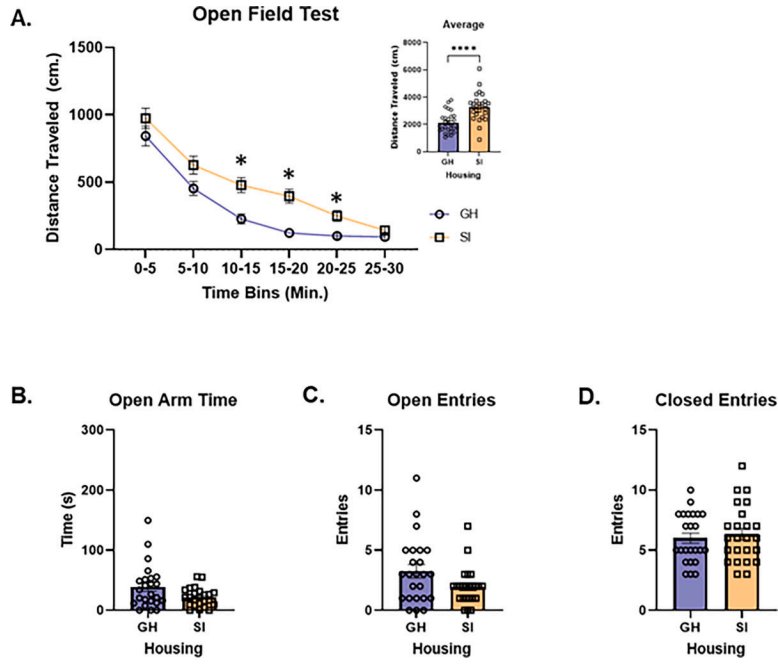 A.
Open Field Test
Distance Traveled (cm.)
1500
1000
500
0
0-5 5-10 10-15 15-20 20-25 25-30
Time Bins (Min.)
* * *
Average
Distance Traveled (cm.)
8000
6000
4000
2000
0
****
GH SI
Housing
GH
SI
B.
Open Arm Time
Time (s)
300
200
100
0
GH SI
Housing
C.
Open Entries
Entries
15
10
5
0
GH SI
Housing
D.
Closed Entries
Entries
15
10
5
0
GH SI
Housing